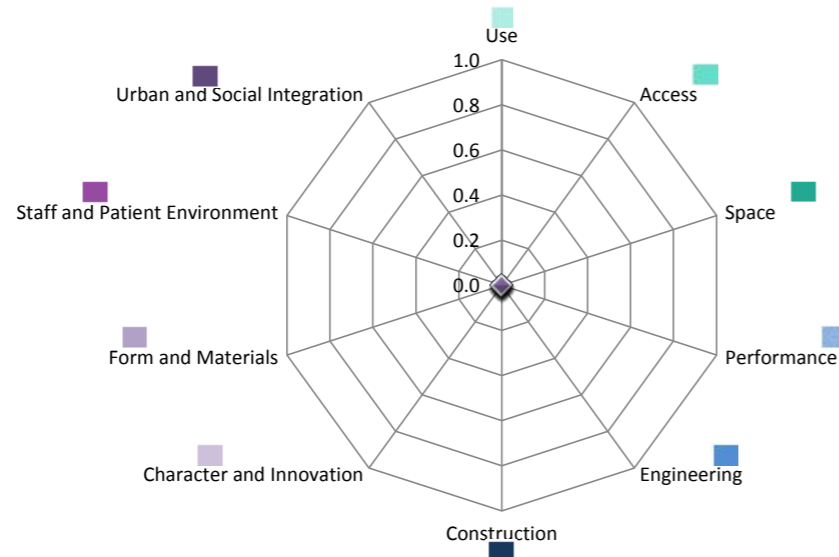 Use
1.0
Urban and Social Integration
Access
0.8
0.6
Staff and Patient Environment
Space
0.4
0.2
0.0
Form and Materials
Performance
Character and Innovation
Engineering
Construction